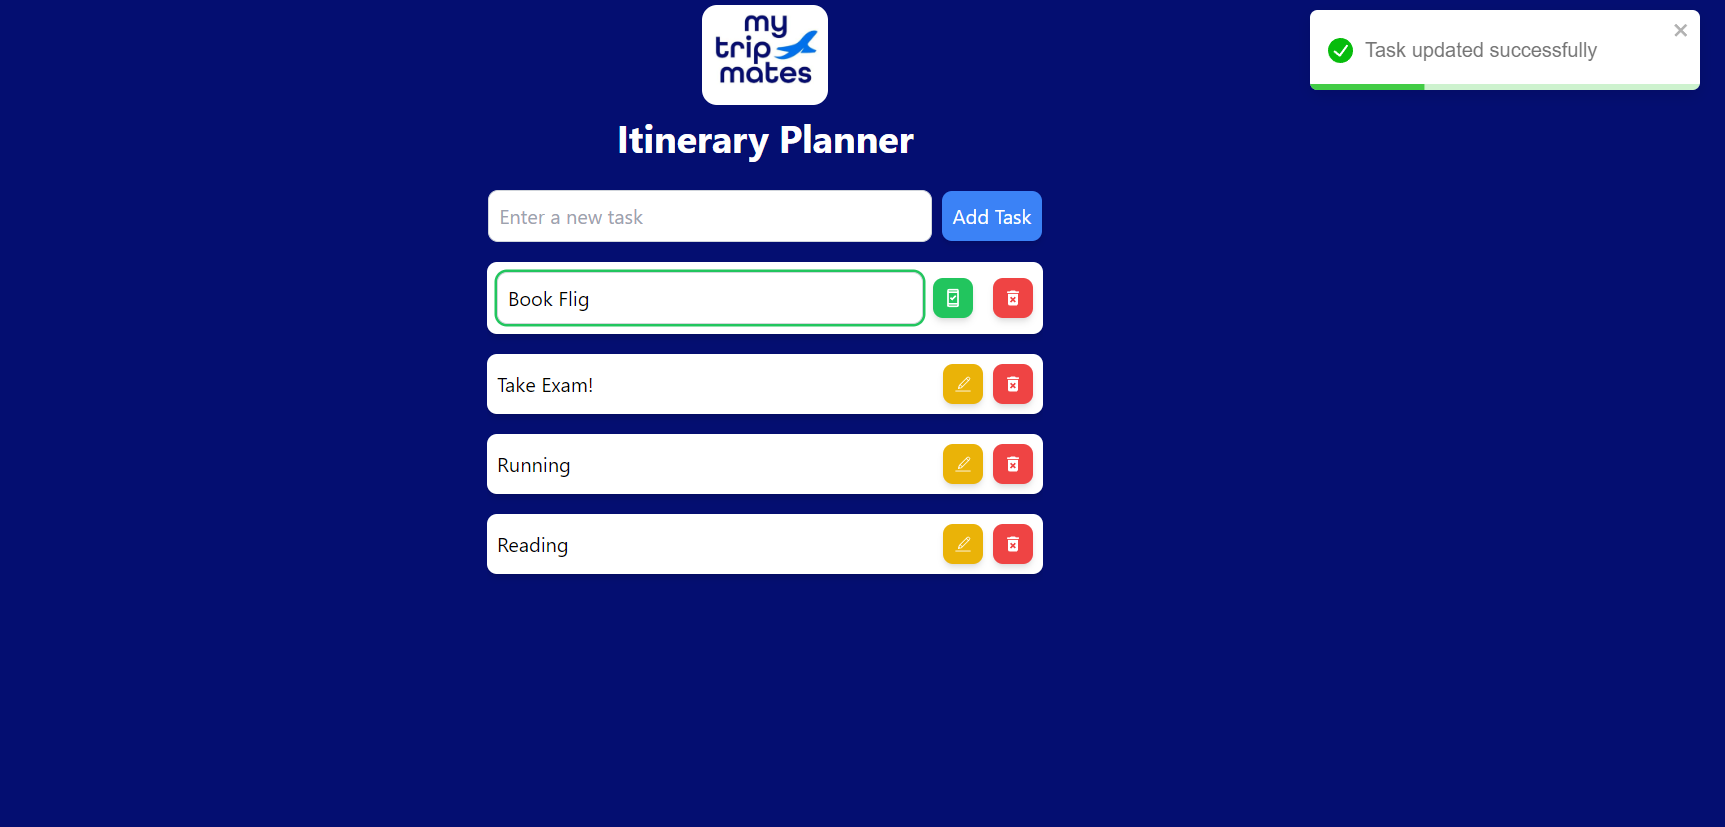 my
trip
mates
Task updated successfully
Itinerary Planner
Enter a new task
Add Task
Book Flig
Take Exam!
Running
Reading